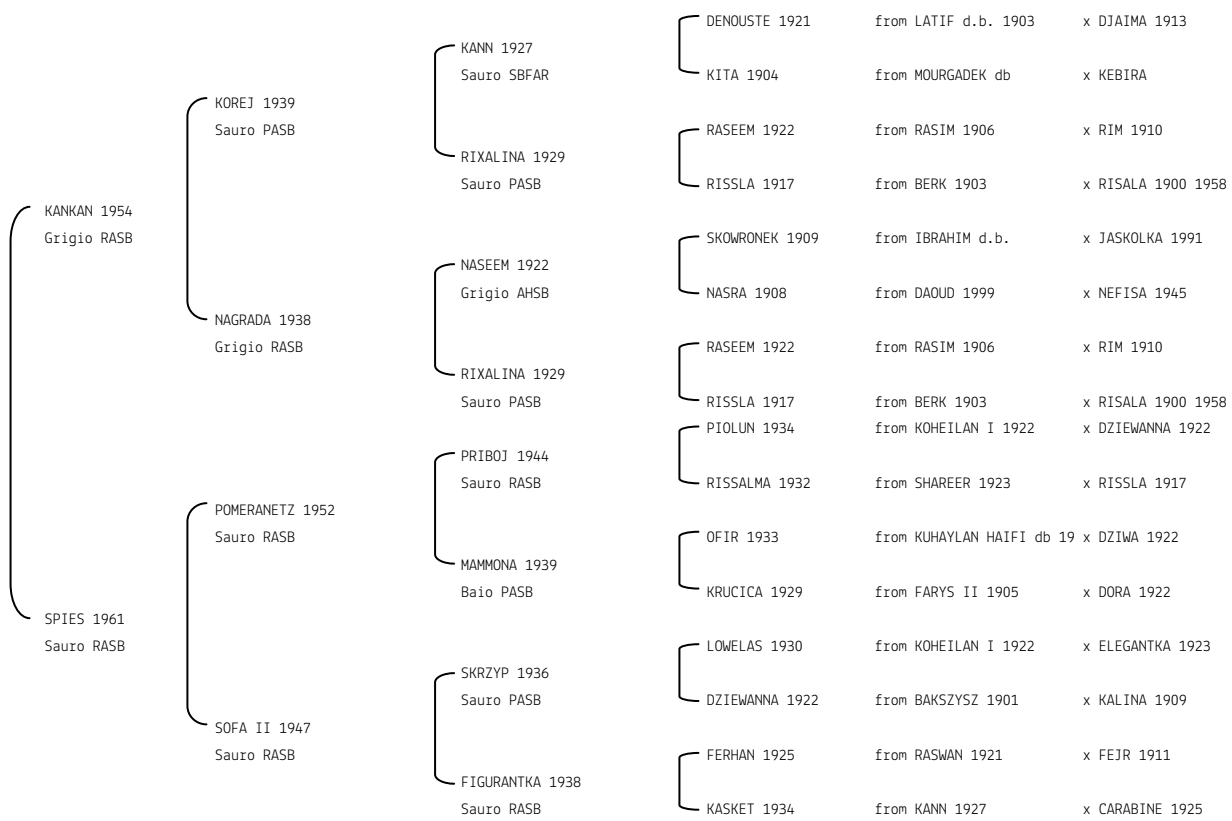 DENOUSTE 1921 from LATIF d.b. 1903 x DJAIMA 1913
KANN 1927
Sauro SBFAR KITA 1904 from MOURGADEK db x KEBIRA
KOREJ 1939
Sauro PASB RASEEM 1922 from RASIM 1906 x RIM 1910
RIXALINA 1929
Sauro PASB RISSLA 1917 from BERK 1903 x RISALA 1900 1958
KANKAN 1954
Grigio RASB SKOWRONEK 1909 from IBRAHIM d.b. x JASKOLKA 1991
NASEEM 1922
Grigio AHSB NASRA 1908 from DAOUD 1999 x NEFISA 1945
NAGRADA 1938
Grigio RASB RASEEM 1922 from RASIM 1906 x RIM 1910
RIXALINA 1929
Sauro PASB RISSLA 1917 from BERK 1903 x RISALA 1900 1958
PIOLUN 1934 from KOHEILAN I 1922 x DZIEWANNA 1922
PRIBOJ 1944
Sauro RASB RISSALMA 1932 from SHAREER 1923 x RISSLA 1917
POMERANETZ 1952
Sauro RASB OFIR 1933 from KUHAYLAN HAIFI db 19 x DZIWA 1922
MAMMONA 1939
Baio PASB KRUCICA 1929 from FARYS II 1905 x DORA 1922
SPIES 1961
Sauro RASB LOWELAS 1930 from KOHEILAN I 1922 x ELEGANTKA 1923
SKRZYP 1936
Sauro PASB DZIEWANNA 1922 from BAKSZYSZ 1901 x KALINA 1909
SOFA II 1947
Sauro RASB FERHAN 1925 from RASWAN 1921 x FEJR 1911
FIGURANTKA 1938
Sauro RASB KASKET 1934 from KANN 1927 x CARABINE 1925